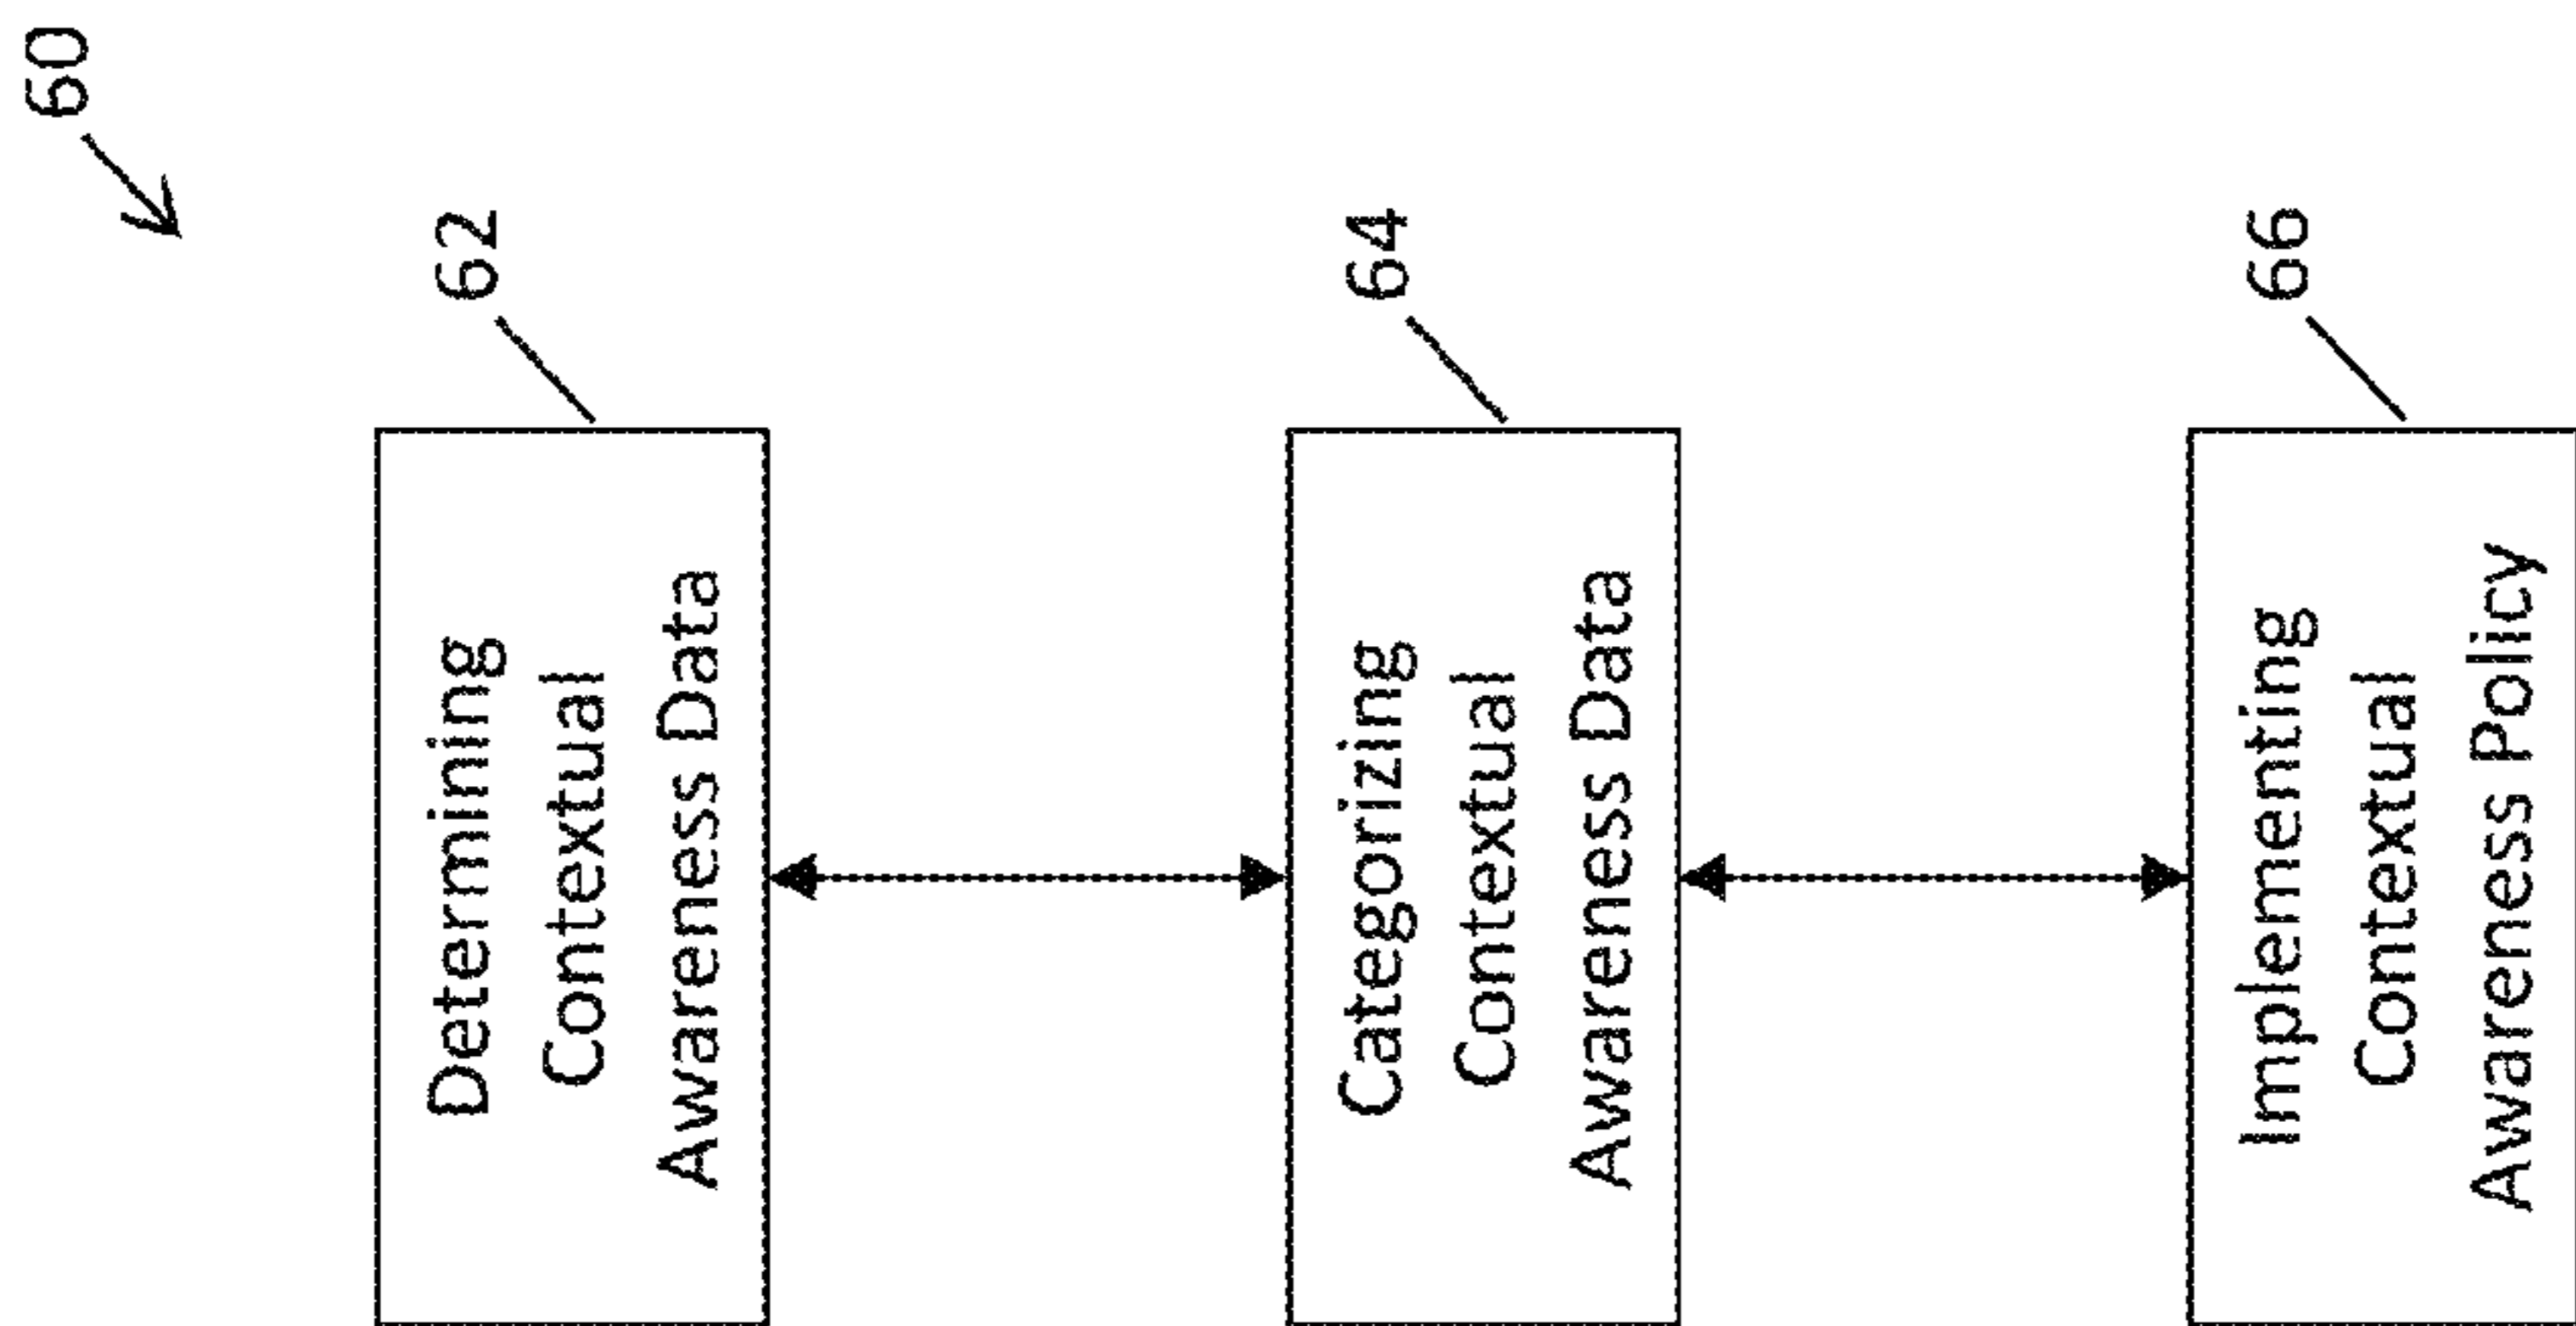 60
62
Determining
Contextual
Awareness Data
64
Categorizing
Contextual
Awareness Data
66
Implementing
Contextual
Awareness Policy